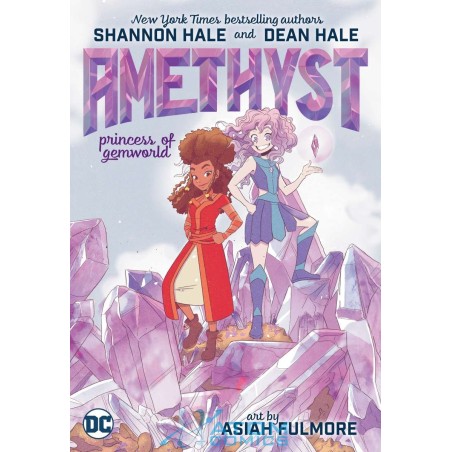 New York Times bestselling authors
SHANNON HALE and DEAN HALE
AMETHYST
princess of
gemworld
DC
art by
ASIAH FULMORE
COMICS